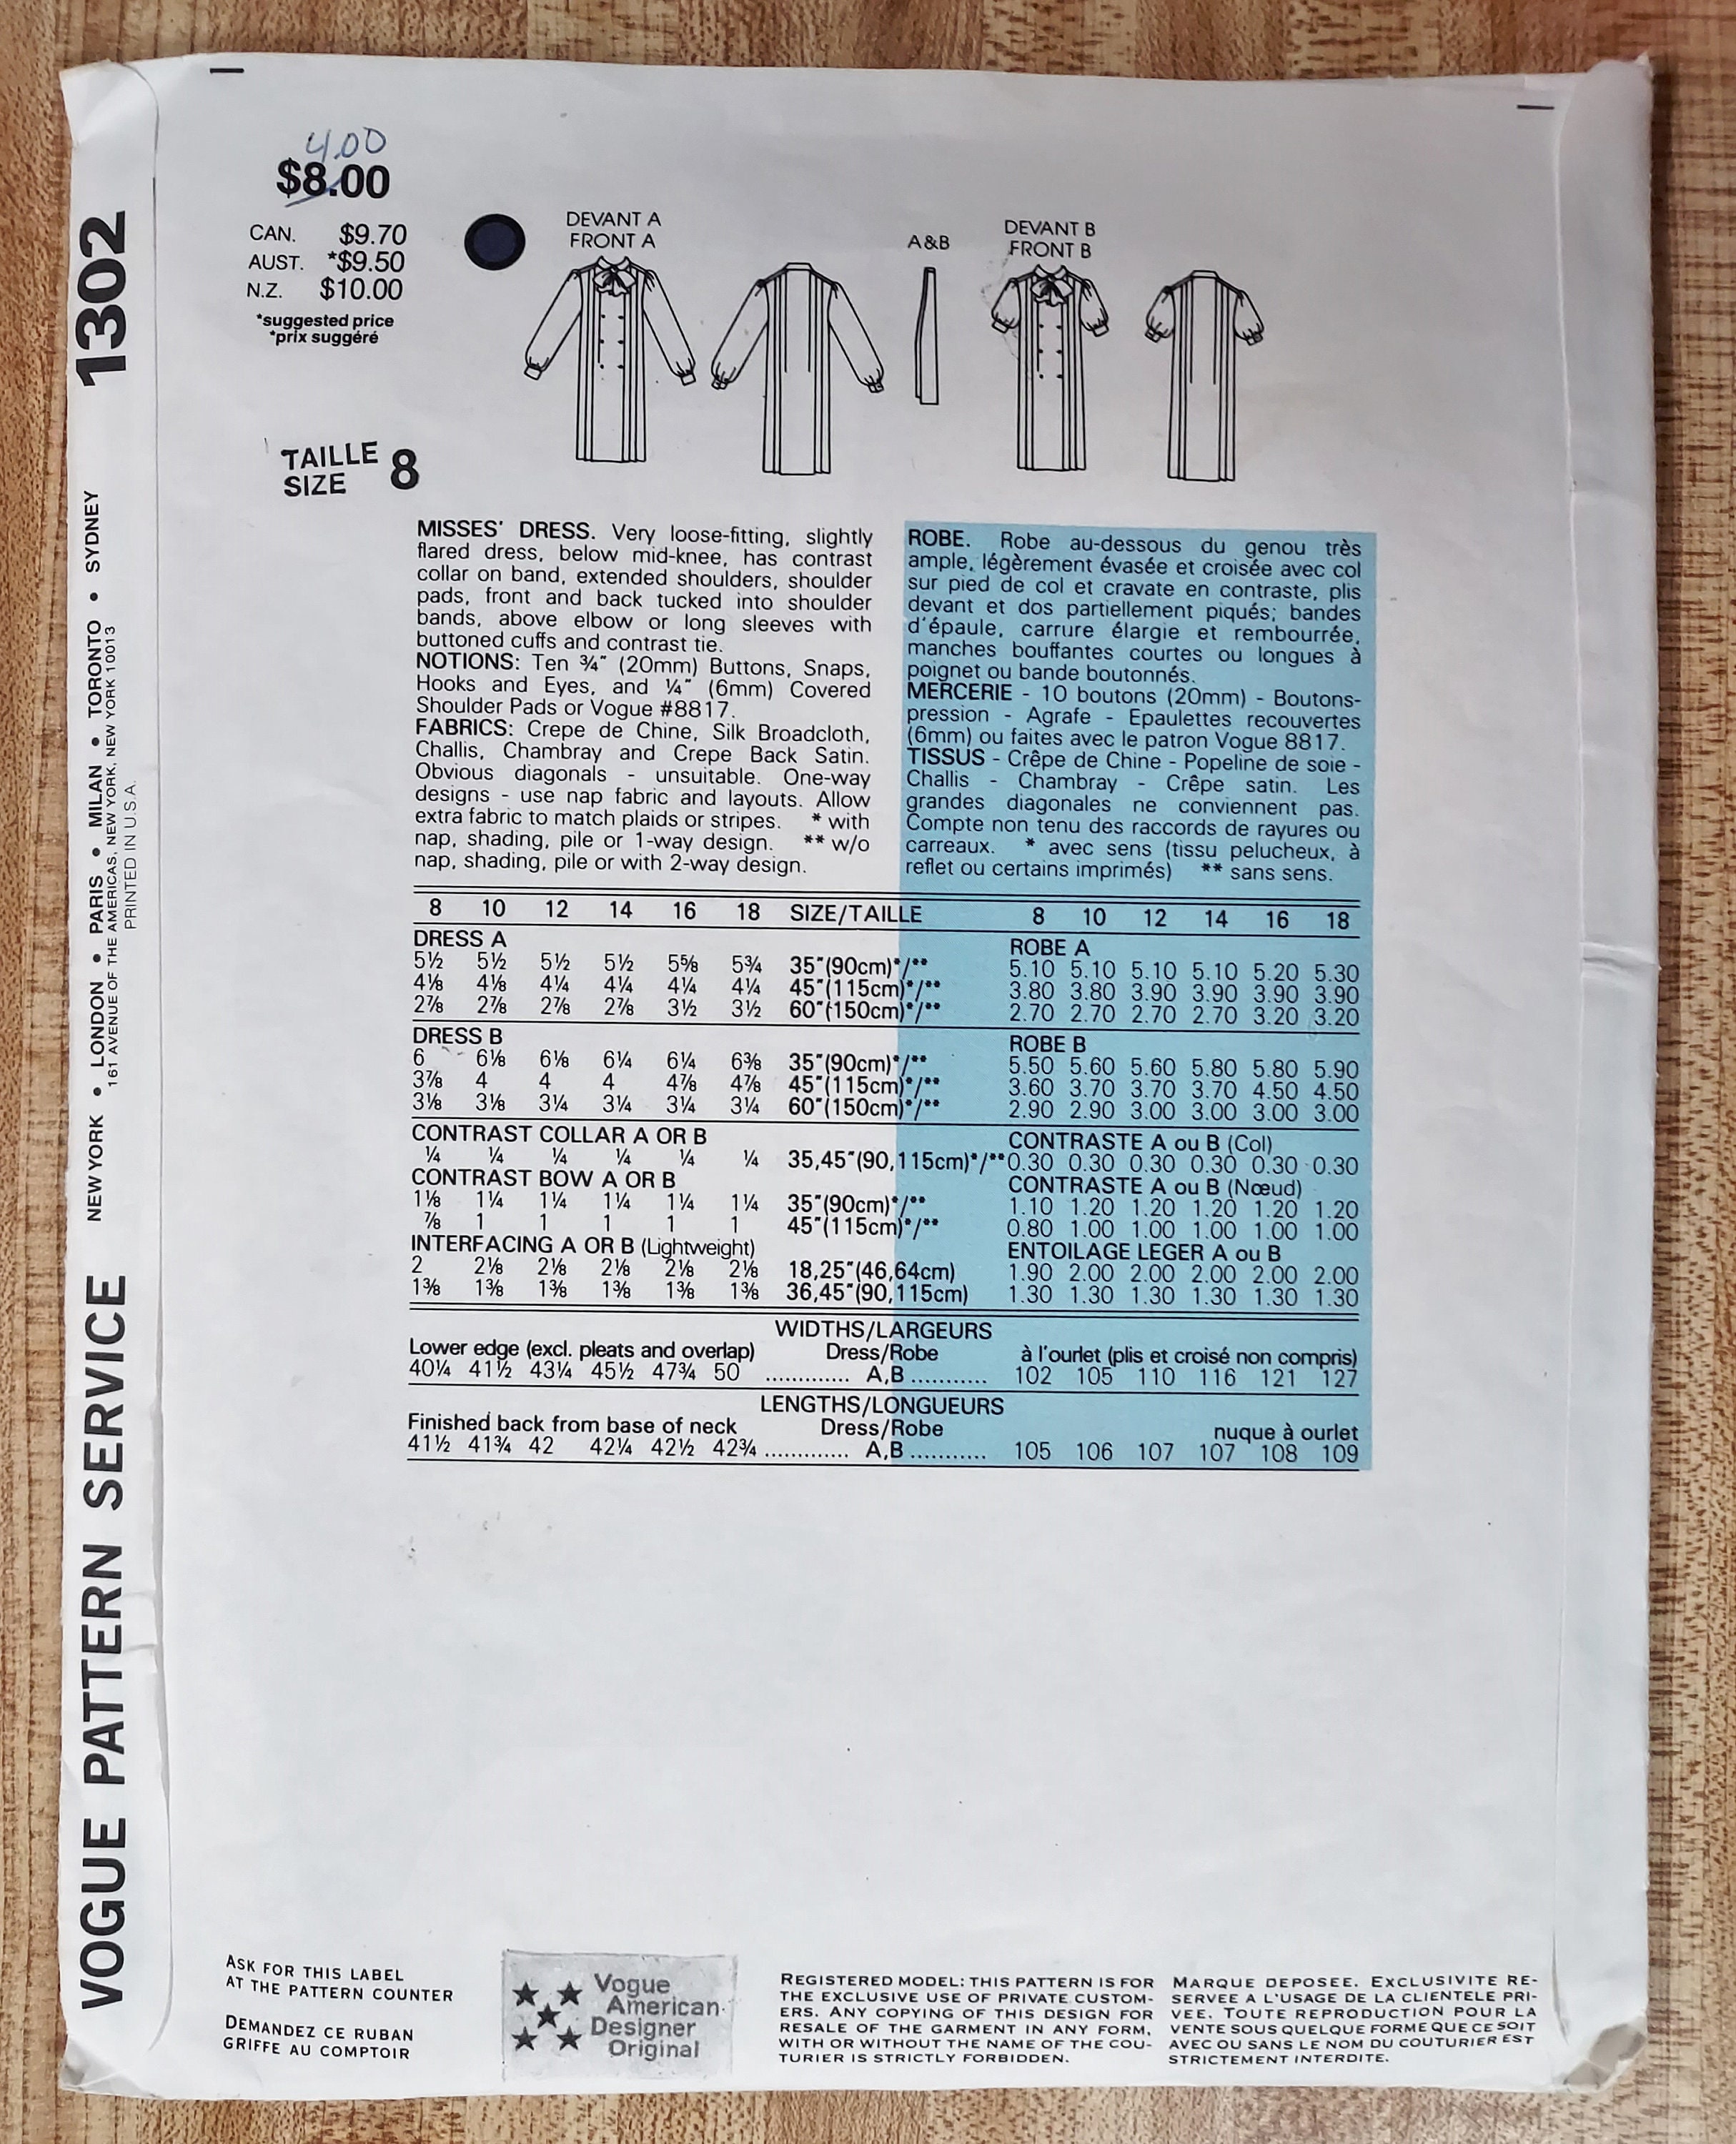 4.00
$8.00
CAN. $9.70
AUST. *$9.50
N.Z. $10.00
*suggested price
*prix suggéré
DEVANT A
FRONT A
A&B
DEVANT B
FRONT B
TAILLE
SIZE 8
MISSES' DRESS. Very loose-fitting, slightly
flared dress, below mid-knee, has contrast
collar on band, extended shoulders, shoulder
pads, front and back tucked into shoulder
bands, above elbow or long sleeves with
buttoned cuffs and contrast tie.
NOTIONS: Ten ¾" (20mm) Buttons, Snaps,
Hooks and Eyes, and ¼" (6mm) Covered
Shoulder Pads or Vogue #8817.
FABRICS: Crepe de Chine, Silk Broadcloth,
Challis, Chambray and Crepe Back Satin.
Obvious diagonals - unsuitable. One-way
designs - use nap fabric and layouts. Allow
extra fabric to match plaids or stripes. * with
nap, shading, pile or 1-way design. ** w/o
nap, shading, pile or with 2-way design.
ROBE. Robe au-dessous du genou très
ample, légèrement évasée et croisée avec col
sur pied de col et cravate en contraste, plis
devant et dos partiellement piqués; bandes
d'épaule, carrure élargie et rembourrée,
manches bouffantes courtes ou longues à
poignet ou bande boutonnés.
MERCERIE - 10 boutons (20mm) - Boutons-
pression - Agrafe - Epaulettes recouvertes
(6mm) ou faites avec le patron Vogue 8817.
TISSUS - Crêpe de Chine - Popeline de soie -
Challis - Chambray - Crêpe satin. Les
grandes diagonales ne conviennent pas.
Compte non tenu des raccords de rayures ou
carreaux. * avec sens (tissu pelucheux, à
reflet ou certains imprimés) ** sans sens.
8 10 12 14 16 18 SIZE/TAILLE 8 10 12 14 16 18
DRESS A ROBE A
5½ 5½ 5½ 5½ 5⅝ 5¾ 35"(90cm)*/** 5.10 5.10 5.10 5.10 5.20 5.30
4⅛ 4⅛ 4¼ 4¼ 4¼ 4¼ 45"(115cm)*/** 3.80 3.80 3.90 3.90 3.90 3.90
2⅞ 2⅞ 2⅞ 2⅞ 3½ 3½ 60"(150cm)*/** 2.70 2.70 2.70 2.70 3.20 3.20
DRESS B ROBE B
6 6⅛ 6⅛ 6¼ 6¼ 6⅜ 35"(90cm)*/** 5.50 5.60 5.60 5.80 5.80 5.90
3⅞ 4 4 4 4⅞ 4⅞ 45"(115cm)*/** 3.60 3.70 3.70 3.70 4.50 4.50
3⅛ 3⅛ 3¼ 3¼ 3¼ 3¼ 60"(150cm)*/** 2.90 2.90 3.00 3.00 3.00 3.00
CONTRAST COLLAR A OR B CONTRASTE A ou B (Col)
¼ ¼ ¼ ¼ ¼ ¼ 35,45"(90,115cm)*/** 0.30 0.30 0.30 0.30 0.30 0.30
CONTRAST BOW A OR B CONTRASTE A ou B (Nœud)
1⅛ 1¼ 1¼ 1¼ 1¼ 1¼ 35"(90cm)*/** 1.10 1.20 1.20 1.20 1.20 1.20
⅞ 1 1 1 1 1 45"(115cm)*/** 0.80 1.00 1.00 1.00 1.00 1.00
INTERFACING A OR B (Lightweight) ENTOILAGE LEGER A ou B
2 2⅛ 2⅛ 2⅛ 2⅛ 2⅛ 18,25"(46,64cm) 1.90 2.00 2.00 2.00 2.00 2.00
1⅜ 1⅜ 1⅜ 1⅜ 1⅜ 1⅜ 36,45"(90,115cm) 1.30 1.30 1.30 1.30 1.30 1.30
WIDTHS/LARGEURS
Lower edge (excl. pleats and overlap) Dress/Robe à l'ourlet (plis et croisé non compris)
40¼ 41½ 43¼ 45½ 47¾ 50 ............. A,B ........... 102 105 110 116 121 127
LENGTHS/LONGUEURS
Finished back from base of neck Dress/Robe nuque à ourlet
41½ 41¾ 42 42¼ 42½ 42¾ ............. A,B ........... 105 106 107 107 108 109
VOGUE PATTERN SERVICE NEW YORK • LONDON • PARIS • MILAN • TORONTO • SYDNEY 1302
161 AVENUE OF THE AMERICAS, NEW YORK, NEW YORK 10013
PRINTED IN U.S.A.
ASK FOR THIS LABEL
AT THE PATTERN COUNTER
DEMANDEZ CE RUBAN
GRIFFE AU COMPTOIR
Vogue
American
Designer
Original
REGISTERED MODEL: THIS PATTERN IS FOR
THE EXCLUSIVE USE OF PRIVATE CUSTOM-
ERS. ANY COPYING OF THIS DESIGN FOR
RESALE OF THE GARMENT IN ANY FORM,
WITH OR WITHOUT THE NAME OF THE COU-
TURIER IS STRICTLY FORBIDDEN.
MARQUE DEPOSEE. EXCLUSIVITE RE-
SERVEE A L'USAGE DE LA CLIENTELE PRI-
VEE. TOUTE REPRODUCTION POUR LA
VENTE SOUS QUELQUE FORME QUE CE SOIT
AVEC OU SANS LE NOM DU COUTURIER EST
STRICTEMENT INTERDITE.